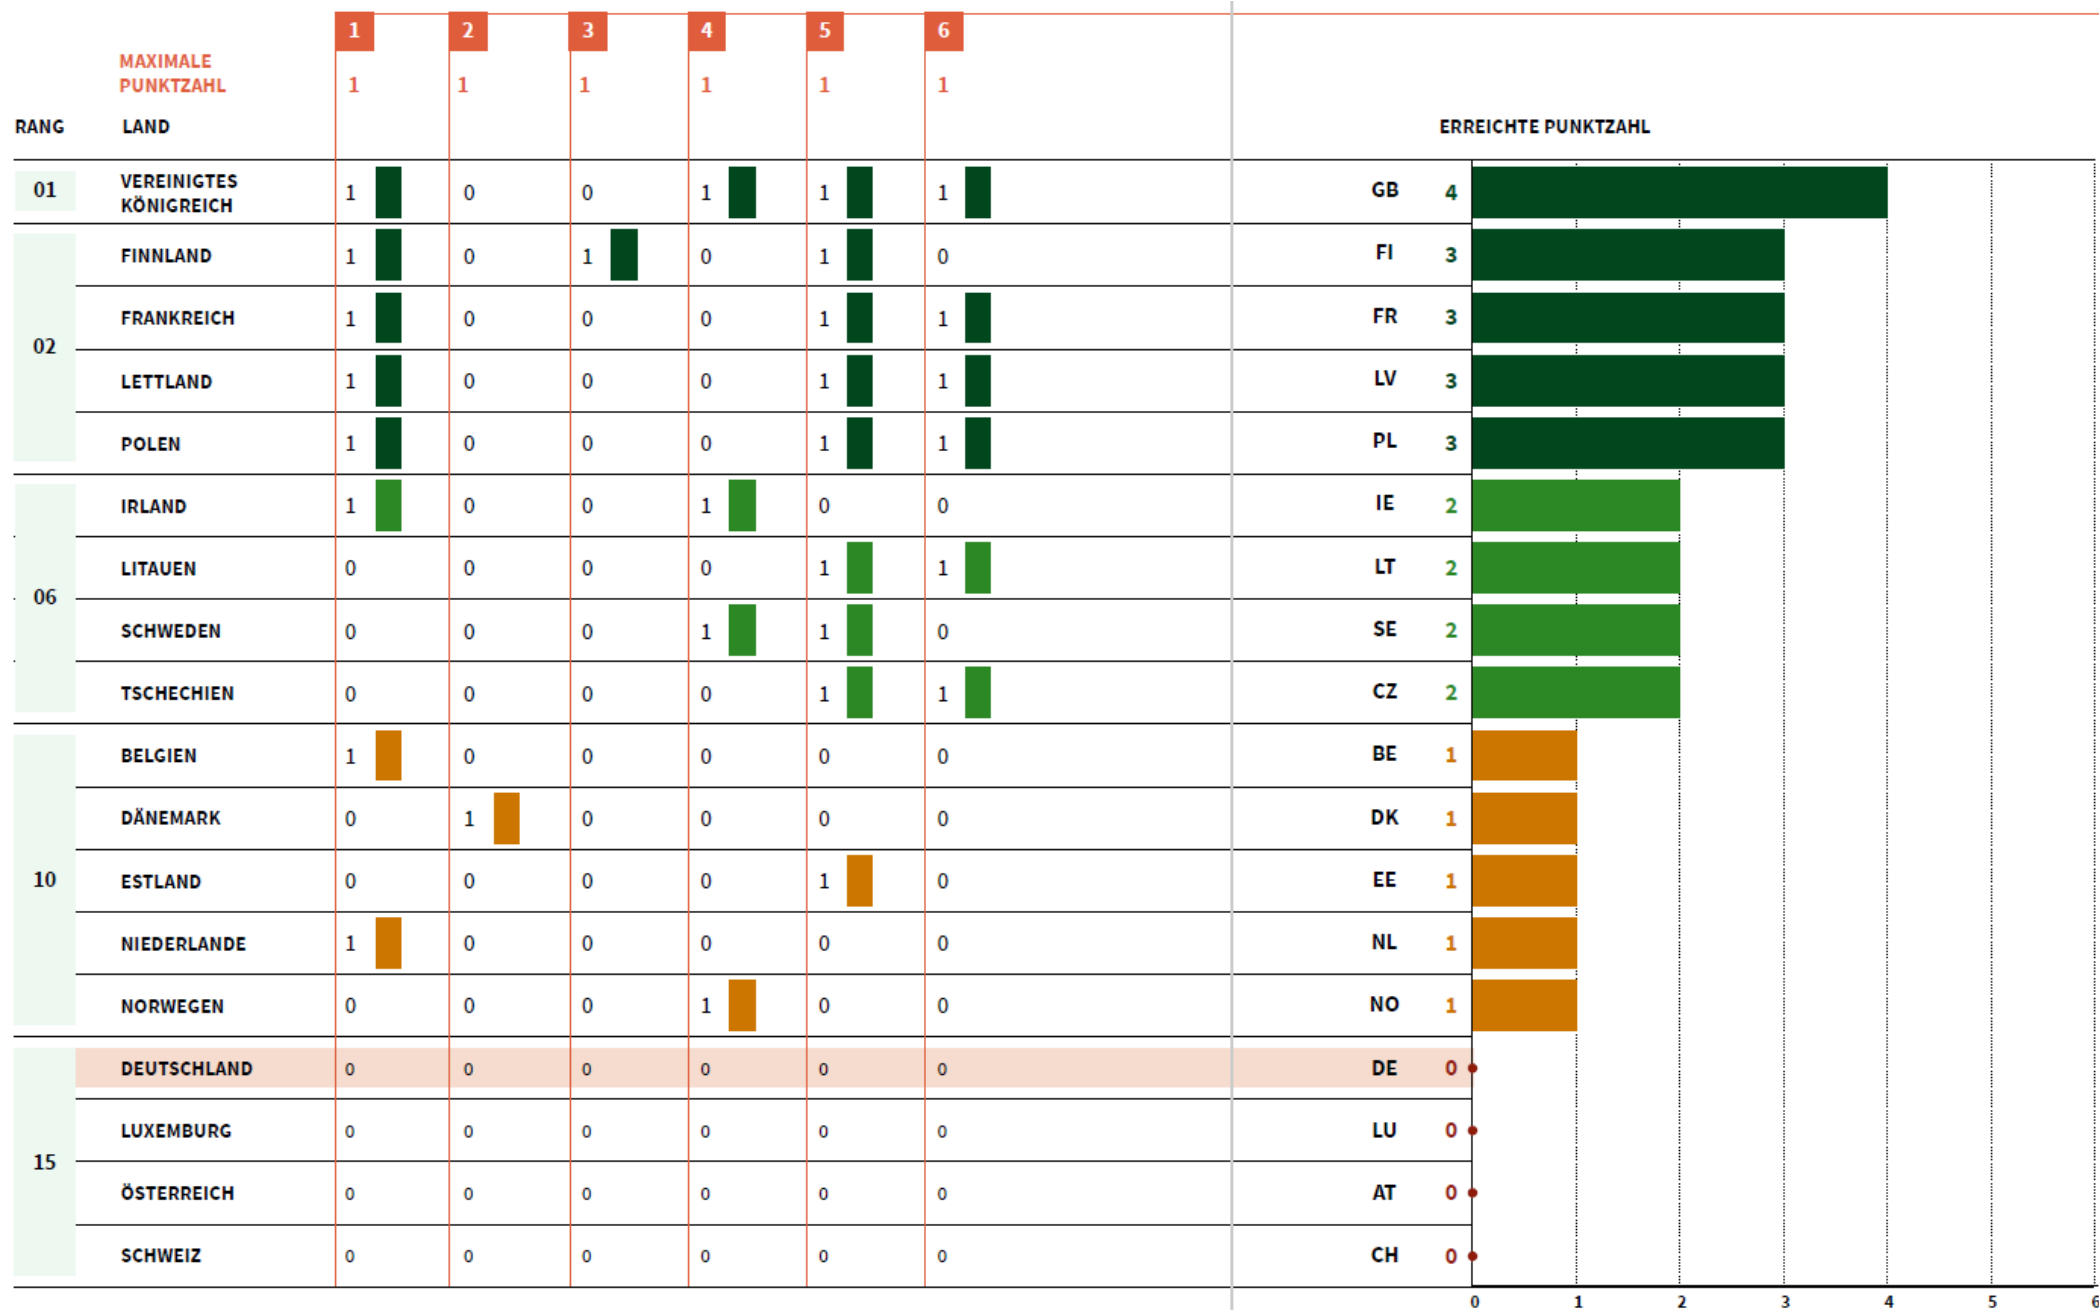 1 2 3 4 5 6
MAXIMALE
PUNKTZAHL 1 1 1 1 1 1
RANG LAND ERREICHTE PUNKTZAHL
01 VEREINIGTES
KÖNIGREICH 1 0 0 1 1 1 GB 4
FINNLAND 1 0 1 0 1 0 FI 3
FRANKREICH 1 0 0 0 1 1 FR 3
02
LETTLAND 1 0 0 0 1 1 LV 3
POLEN 1 0 0 0 1 1 PL 3
IRLAND 1 0 0 1 0 0 IE 2
LITAUEN 0 0 0 0 1 1 LT 2
06
SCHWEDEN 0 0 0 1 1 0 SE 2
TSCHECHIEN 0 0 0 0 1 1 CZ 2
BELGIEN 1 0 0 0 0 0 BE 1
DÄNEMARK 0 1 0 0 0 0 DK 1
10 ESTLAND 0 0 0 0 1 0 EE 1
NIEDERLANDE 1 0 0 0 0 0 NL 1
NORWEGEN 0 0 0 1 0 0 NO 1
DEUTSCHLAND 0 0 0 0 0 0 DE 0
LUXEMBURG 0 0 0 0 0 0 LU 0
15
ÖSTERREICH 0 0 0 0 0 0 AT 0
SCHWEIZ 0 0 0 0 0 0 CH 0
0 1 2 3 4 5 6